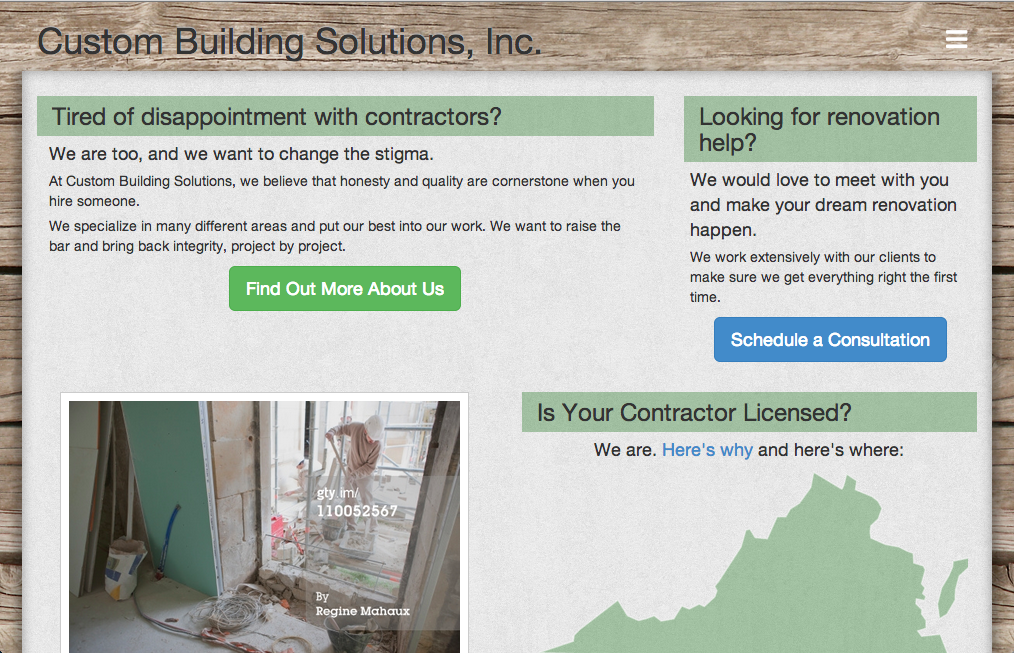 Custom Building Solutions, Inc.
Tired of disappointment with contractors?
We are too, and we want to change the stigma.
At Custom Building Solutions, we believe that honesty and quality are cornerstone when you
hire someone.
We specialize in many different areas and put our best into our work. We want to raise the
bar and bring back integrity, project by project.
Find Out More About Us
Looking for renovation
help?
We would love to meet with you
and make your dream renovation
happen.
We work extensively with our clients to
make sure we get everything right the first
time.
Schedule a Consultation
gty.im/
110052567
By
Regine Mahaux
Is Your Contractor Licensed?
We are. Here's why and here's where: